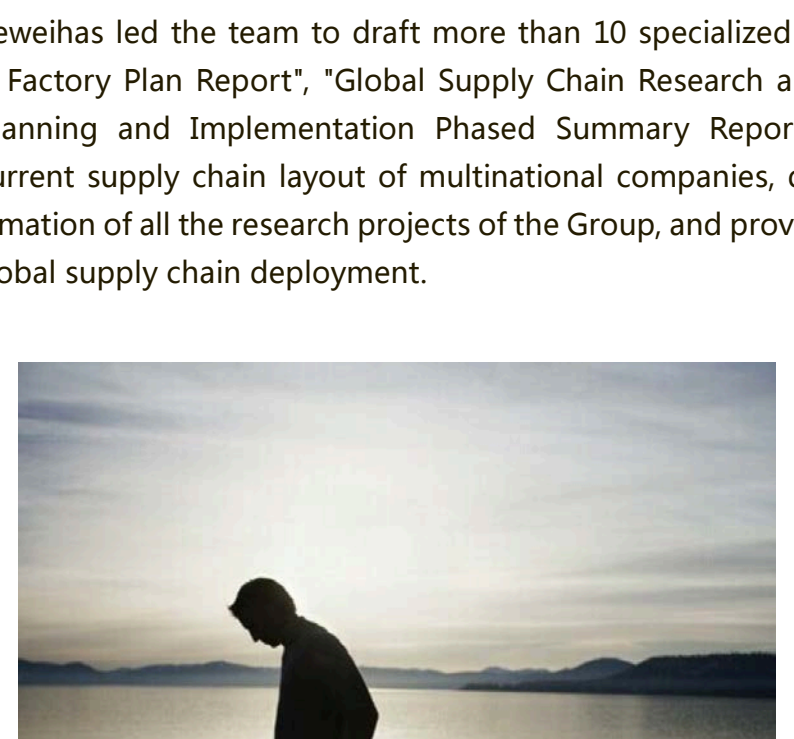 eweihas led the team to draft more than 10 specialized
Factory Plan Report", "Global Supply Chain Research a
anning and Implementation Phased Summary Repor
urrent supply chain layout of multinational companies, c
mation of all the research projects of the Group, and prov
obal supply chain deployment.